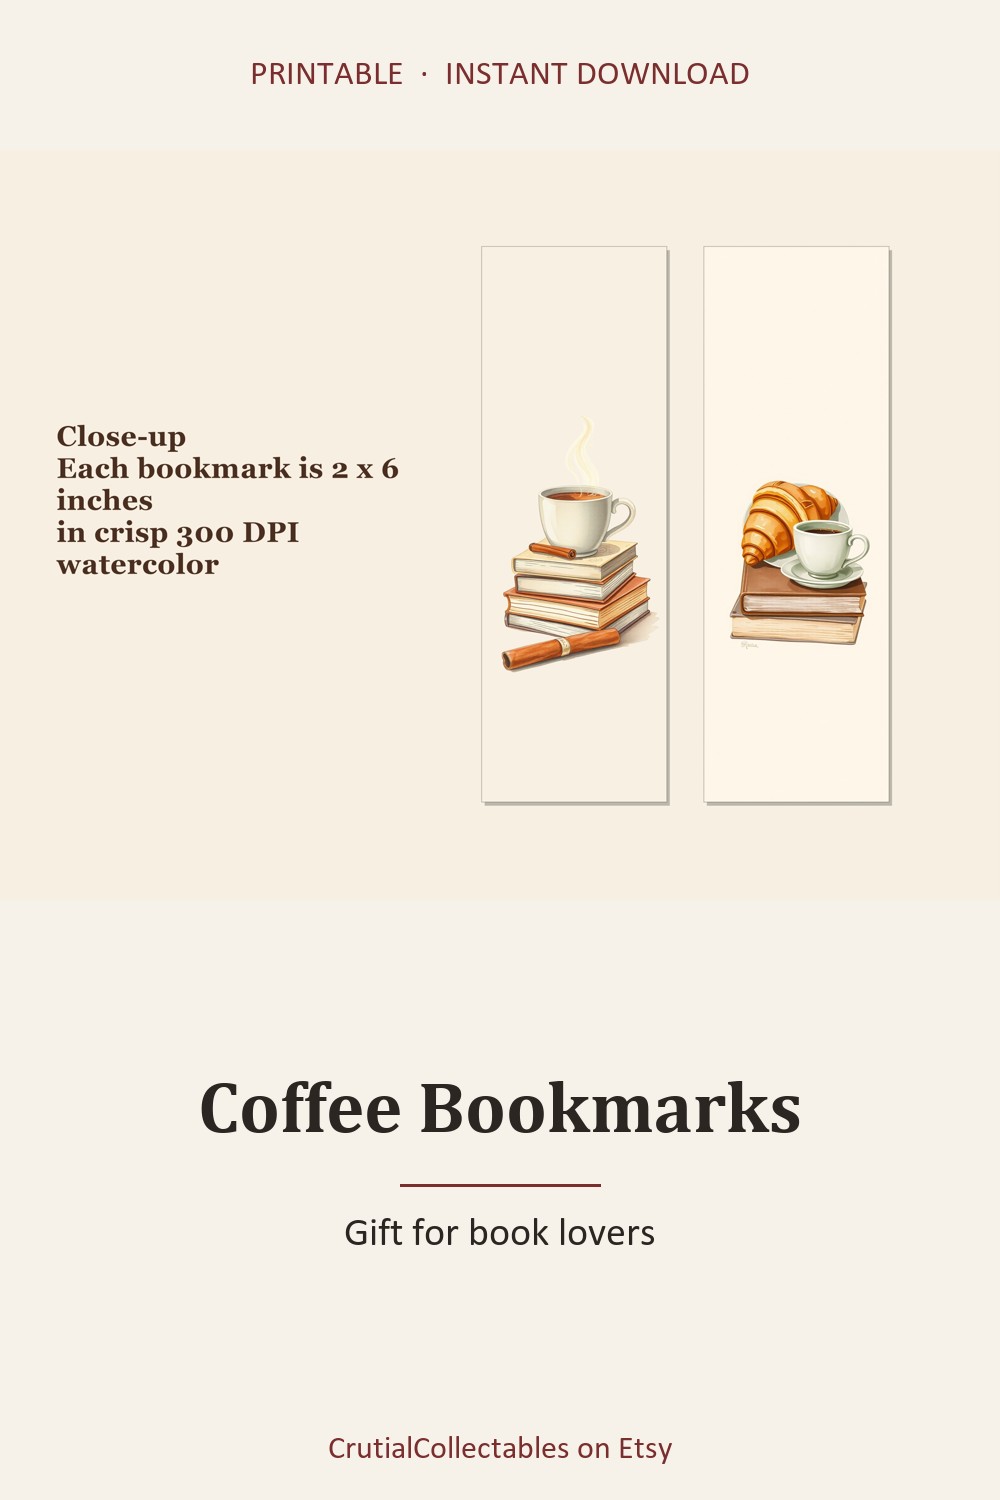 PRINTABLE · INSTANT DOWNLOAD
Close-up
Each bookmark is 2 x 6
inches
in crisp 300 DPI
watercolor
Coffee Bookmarks
Gift for book lovers
CrutialCollectables on Etsy